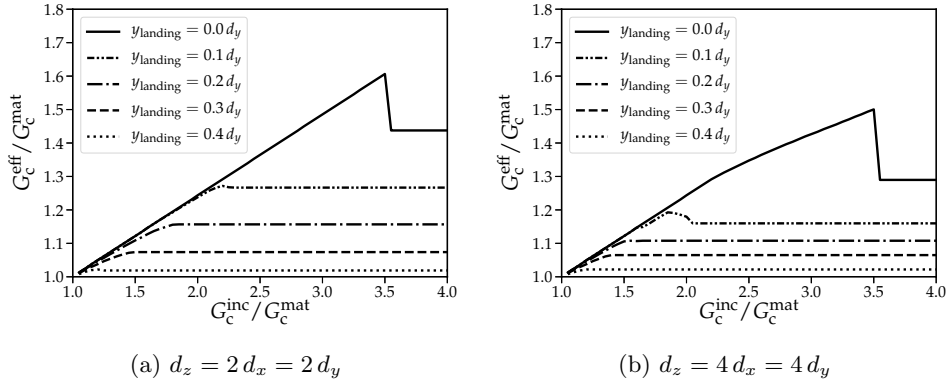 1.8
1.7
1.6
1.5
1.4
1.3
1.2
1.1
1.0
G_c^eff / G_c^mat
y_landing = 0.0 d_y
y_landing = 0.1 d_y
y_landing = 0.2 d_y
y_landing = 0.3 d_y
y_landing = 0.4 d_y
1.0 1.5 2.0 2.5 3.0 3.5 4.0
G_c^inc / G_c^mat
(a) d_z = 2 d_x = 2 d_y
1.8
1.7
1.6
1.5
1.4
1.3
1.2
1.1
1.0
G_c^eff / G_c^mat
y_landing = 0.0 d_y
y_landing = 0.1 d_y
y_landing = 0.2 d_y
y_landing = 0.3 d_y
y_landing = 0.4 d_y
1.0 1.5 2.0 2.5 3.0 3.5 4.0
G_c^inc / G_c^mat
(b) d_z = 4 d_x = 4 d_y